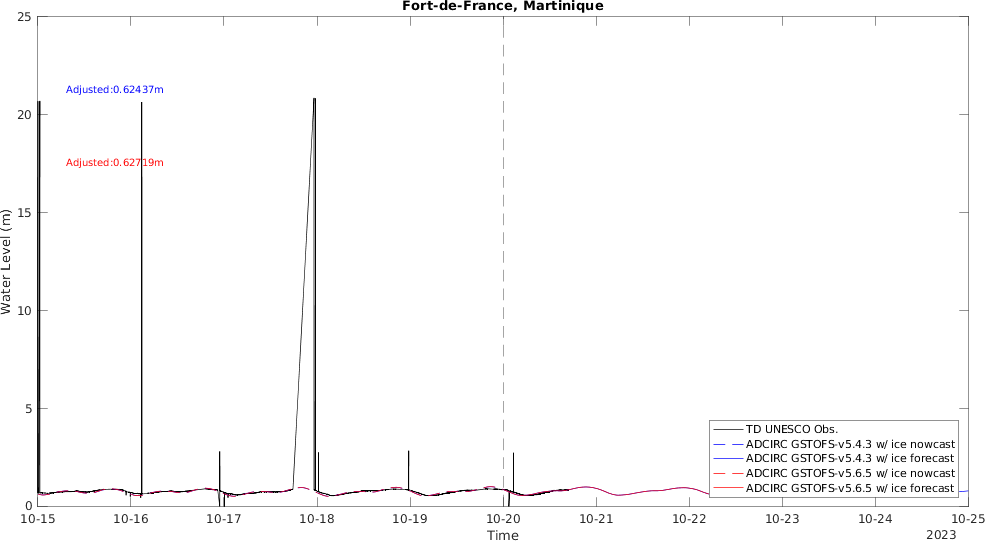 Fort-de-France, Martinique
25
20
15
10
5
0
Water Level (m)
Adjusted:0.62437m
Adjusted:0.62719m
TD UNESCO Obs.
ADCIRC GSTOFS-v5.4.3 w/ ice nowcast
ADCIRC GSTOFS-v5.4.3 w/ ice forecast
ADCIRC GSTOFS-v5.6.5 w/ ice nowcast
ADCIRC GSTOFS-v5.6.5 w/ ice forecast
10-15 10-16 10-17 10-18 10-19 10-20 10-21 10-22 10-23 10-24 10-25
Time
2023